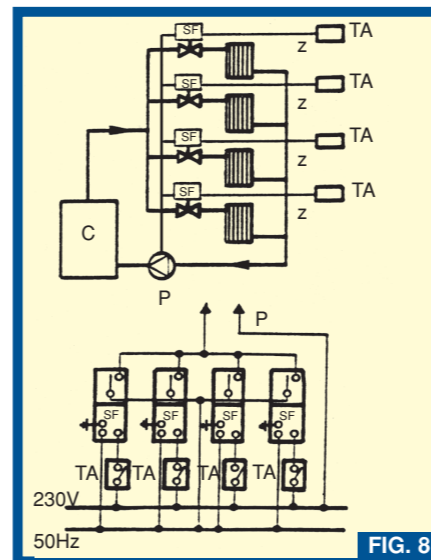 SF
TA
z
SF
TA
z
SF
TA
z
SF
TA
z
C
P
P
SF SF SF SF
TA TA TA TA
230V
50Hz
FIG. 8